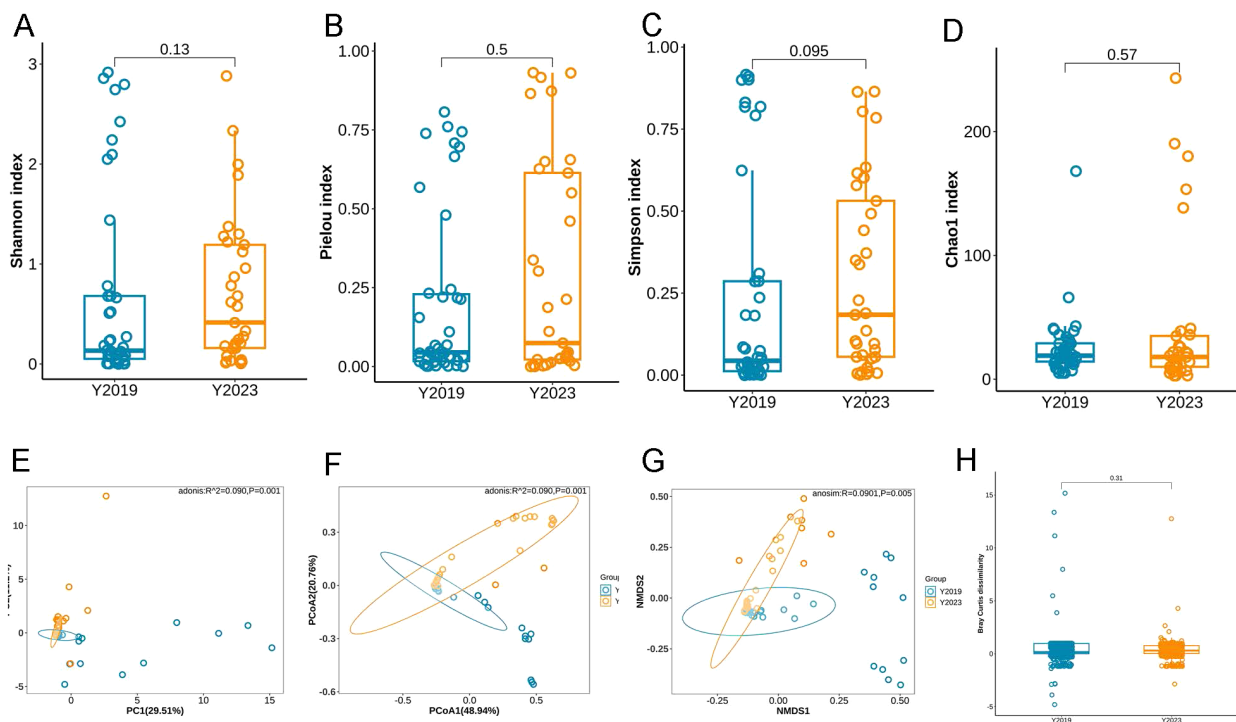 A
0.13
Shannon index
3
2
1
0
Y2019
Y2023
B
0.5
Pielou index
1.00
0.75
0.50
0.25
0.00
Y2019
Y2023
C
0.095
Simpson index
1.00
0.75
0.50
0.25
0.00
Y2019
Y2023
D
0.57
Chao1 index
200
100
0
Y2019
Y2023
E
adonis:R^2=0.090,P=0.001
10
5
0
-5
0
5
10
15
PC1(29.51%)
F
adonis:R^2=0.090,P=0.001
PCoA2(20.76%)
0.3
0.0
-0.3
-0.6
-0.5
0.0
0.5
PCoA1(48.94%)
Grou
Y
Y
G
anosim:R=0.0901,P=0.005
NMDS2
0.50
0.25
0.00
-0.25
-0.25
0.00
0.25
0.50
NMDS1
Group
Y2019
Y2023
H
0.31
Bray Curtis dissimilarity
15
10
5
0
-5
Y2019
Y2023